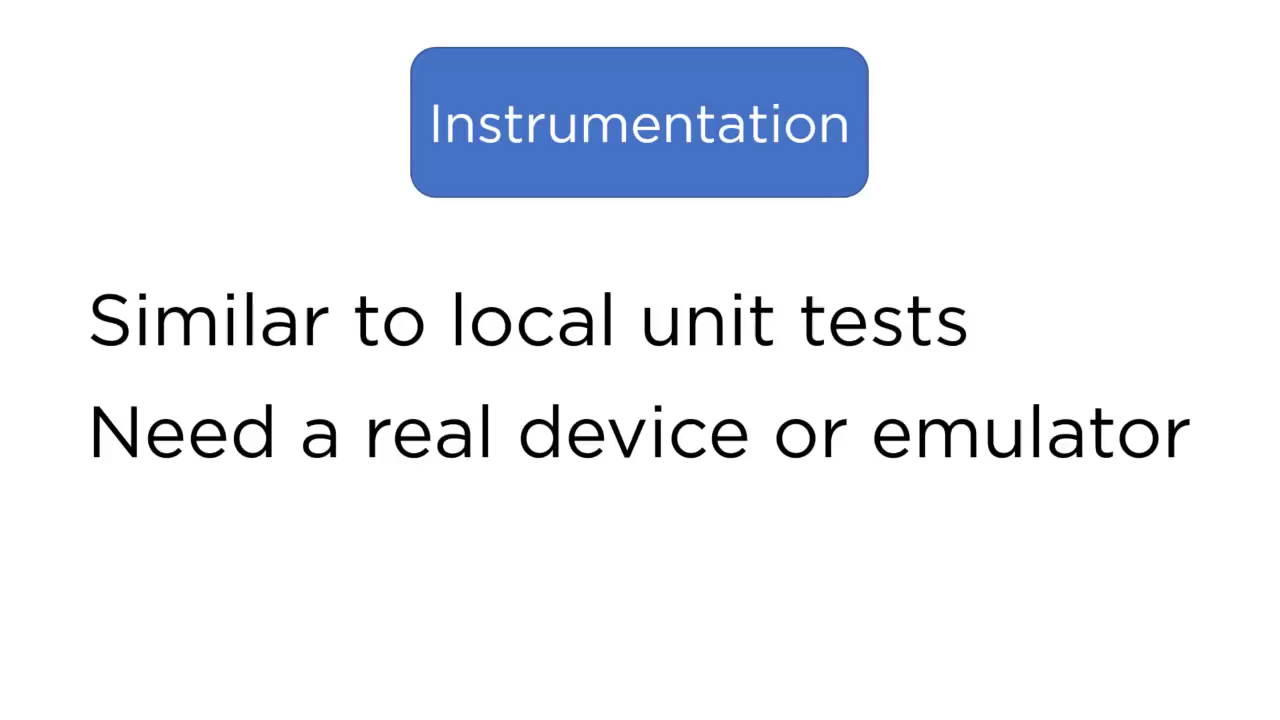 Instrumentation
Similar to local unit tests
Need a real device or emulator